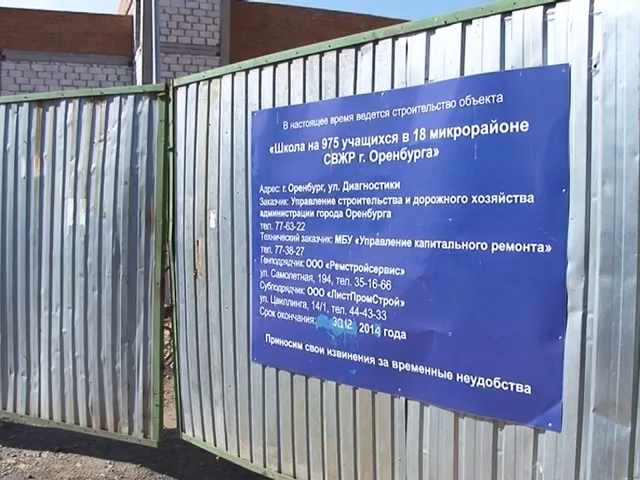 В настоящее время ведется строительство объекта
«Школа на 975 учащихся в 18 микрорайоне
СВЖР г. Оренбурга»
Адрес: г. Оренбург, ул. Диагностики
Заказчик: Управление строительства и дорожного хозяйства
администрации города Оренбурга
тел. 77-63-22
Технический заказчик: МБУ «Управление капитального ремонта»
тел. 77-38-27
Генподрядчик: ООО «Ремстройсервис»
ул. Самолетная, 194, тел. 35-16-66
Субподрядчик: ООО «ЛистПромСтрой»
ул. Цвиллинга, 14/1, тел. 44-43-33
Срок окончания: 2014 года
Приносим свои извинения за временные неудобства